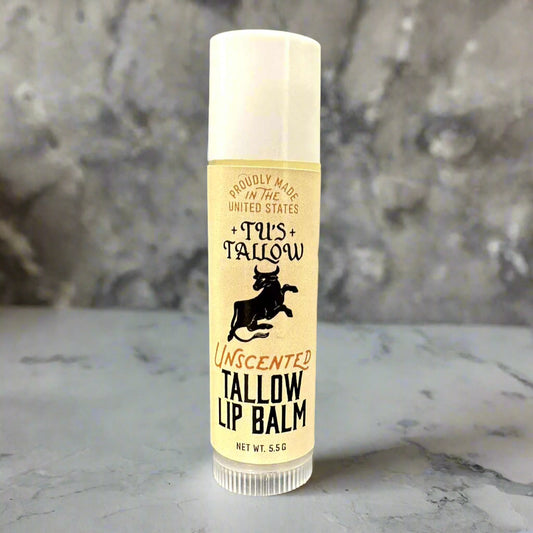 PROUDLY MADE
IN THE
UNITED STATES
TU'S
TALLOW
UNSCENTED
TALLOW
LIP BALM
NET WT. 5.5 G